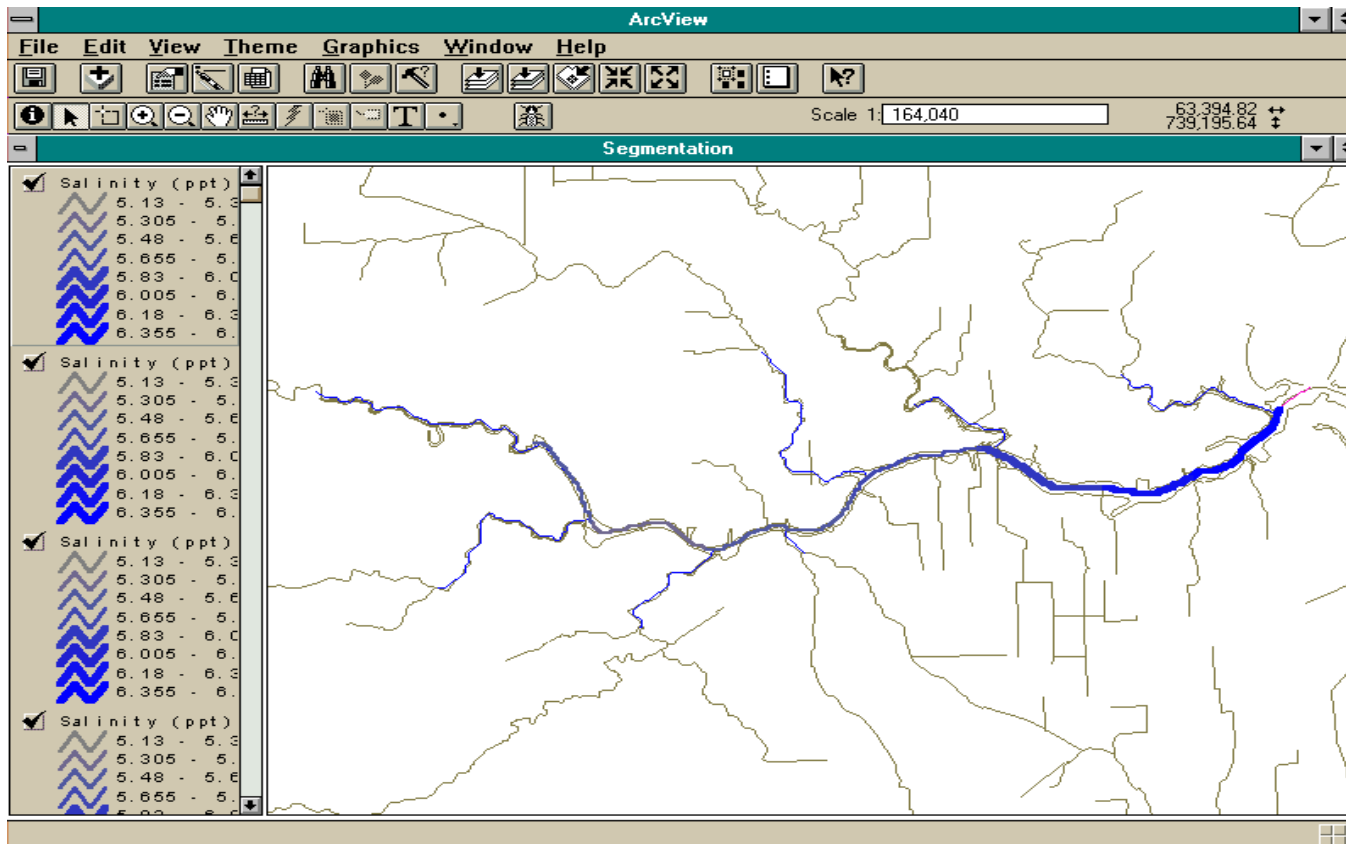 ArcView
File Edit View Theme Graphics Window Help
Scale 1: 164,040
63,394.82
739,195.64
Segmentation
Salinity (ppt)
5.13 - 5.3
5.305 - 5.
5.48 - 5.6
5.655 - 5.
5.83 - 6.0
6.005 - 6.
6.18 - 6.3
6.355 - 6.
Salinity (ppt)
5.13 - 5.3
5.305 - 5.
5.48 - 5.6
5.655 - 5.
5.83 - 6.0
6.005 - 6.
6.18 - 6.3
6.355 - 6.
Salinity (ppt)
5.13 - 5.3
5.305 - 5.
5.48 - 5.6
5.655 - 5.
5.83 - 6.0
6.005 - 6.
6.18 - 6.3
6.355 - 6.
Salinity (ppt)
5.13 - 5.3
5.305 - 5.
5.48 - 5.6
5.655 - 5.